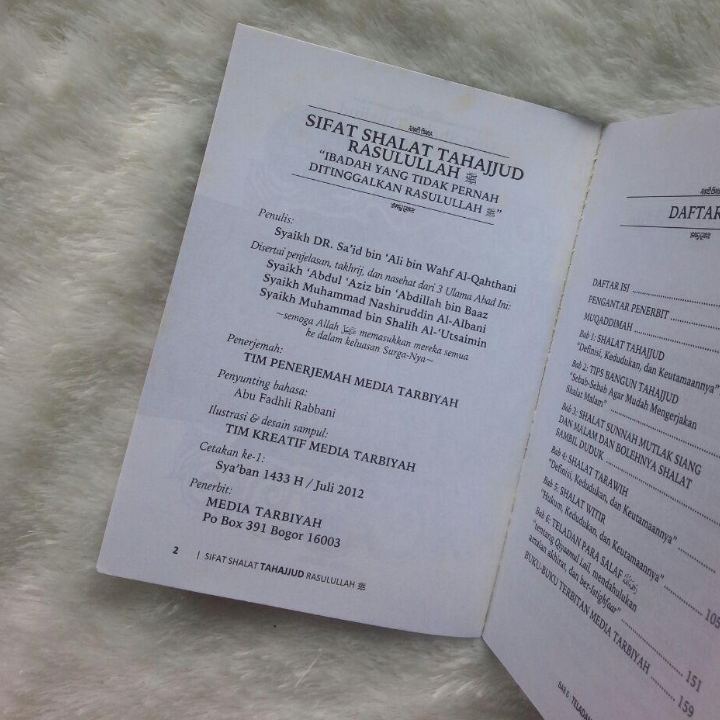 SIFAT SHALAT TAHAJJUD
RASULULLAH ﷺ
"IBADAH YANG TIDAK PERNAH
DITINGGALKAN RASULULLAH ﷺ"
Penulis:
Syaikh DR. Sa'id bin 'Ali bin Wahf Al-Qahthani
Disertai penjelasan, takhrij, dan nasehat dari 3 Ulama Abad Ini:
Syaikh 'Abdul 'Aziz bin 'Abdillah bin Baaz
Syaikh Muhammad Nashiruddin Al-Albani
Syaikh Muhammad bin Shalih Al-'Utsaimin
~semoga Allah memasukkan mereka semua
ke dalam keluasan Surga-Nya~
Penerjemah:
TIM PENERJEMAH MEDIA TARBIYAH
Penyunting bahasa:
Abu Fadhli Rabbani
Ilustrasi & desain sampul:
TIM KREATIF MEDIA TARBIYAH
Cetakan ke-1:
Sya'ban 1433 H / Juli 2012
Penerbit:
MEDIA TARBIYAH
Po Box 391 Bogor 16003
2 | SIFAT SHALAT TAHAJJUD RASULULLAH ﷺ
DAFTAR
DAFTAR ISI
PENGANTAR PENERBIT
MUQADDIMAH
Bab 1: SHALAT TAHAJJUD
"Definisi, Kedudukan, dan Keutamaannya"
Bab 2: TIPS BANGUN TAHAJJUD
"Sebab-Sebab Agar Mudah Mengerjakan
Shalat Malam"
Bab 3: SHALAT SUNNAH MUTLAK SIANG
DAN MALAM DAN BOLEHNYA SHALAT
SAMBIL DUDUK
Bab 4: SHALAT TARAWIH
"Definisi, Kedudukan, dan Keutamaannya"
Bab 5: SHALAT WITIR
"Hukum, Kedudukan, dan Keutamaannya"
Bab 6: TELADAN PARA SALAF
"tentang Qiyaamul Lail, mendahulukan
amalan akhirat, dan ber-Istighfaar" 105
BUKU-BUKU TERBITAN MEDIA TARBIYAH 151
159
BAB 6 : TELADAN